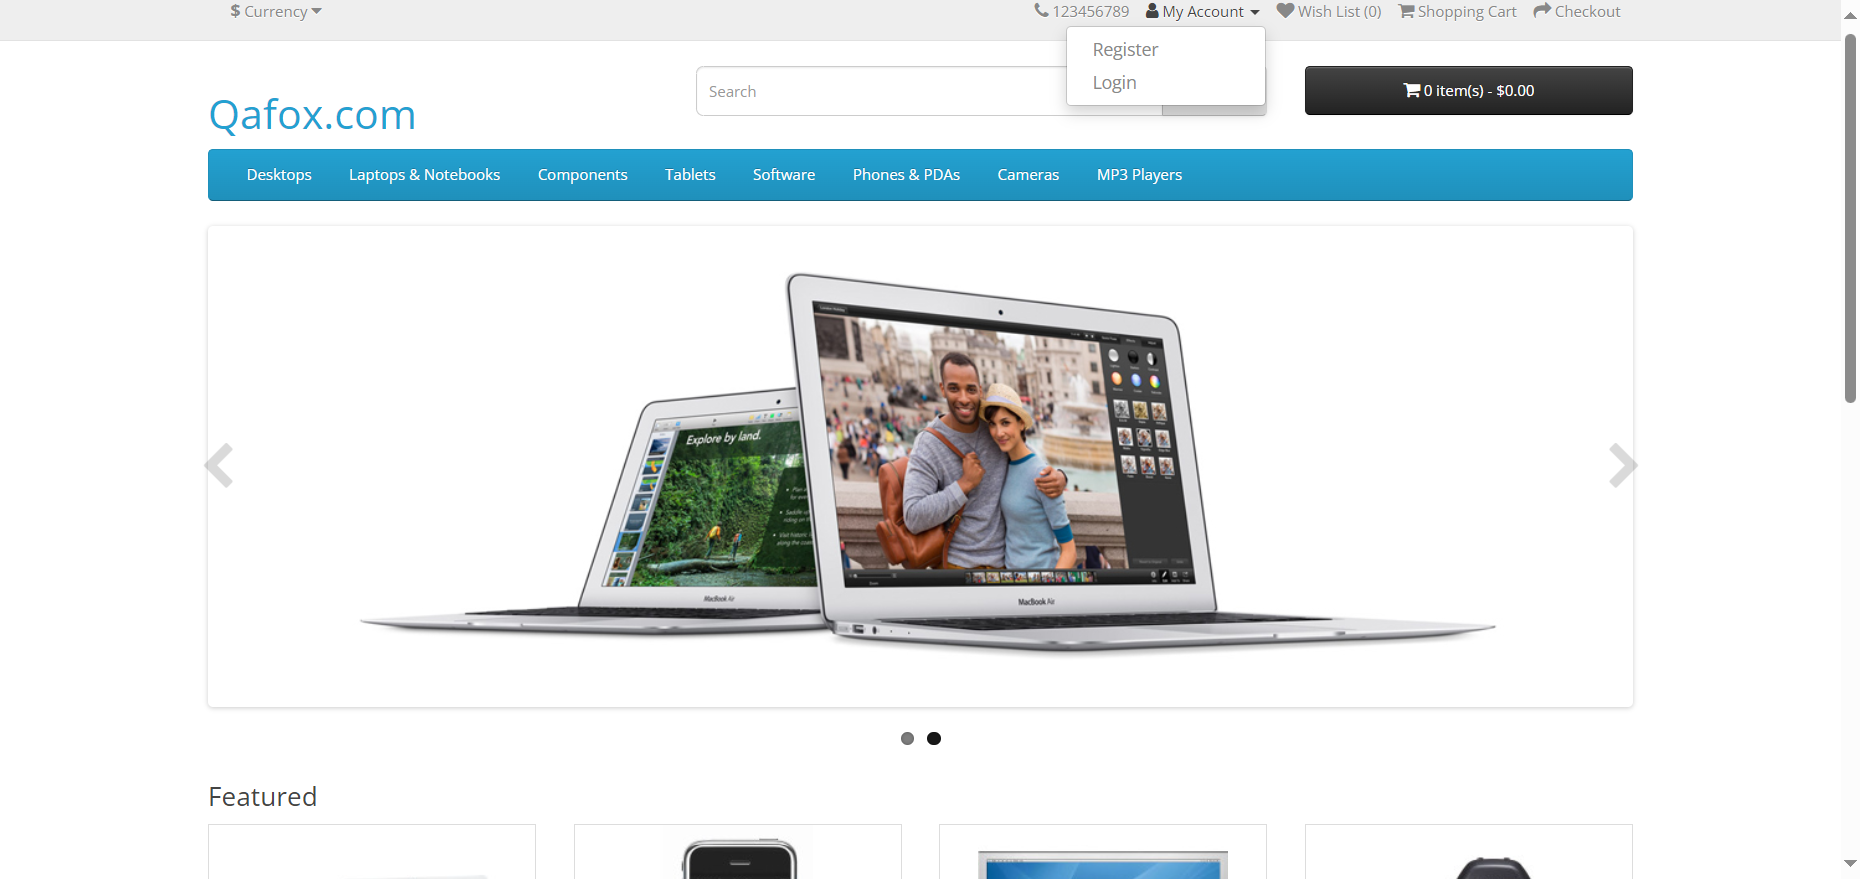 $ Currency
123456789
My Account
Wish List (0)
Shopping Cart
Checkout
Register
Login
Qafox.com
Search
0 item(s) - $0.00
Desktops
Laptops & Notebooks
Components
Tablets
Software
Phones & PDAs
Cameras
MP3 Players
Explore by land.
MacBook Air
MacBook Air
Featured